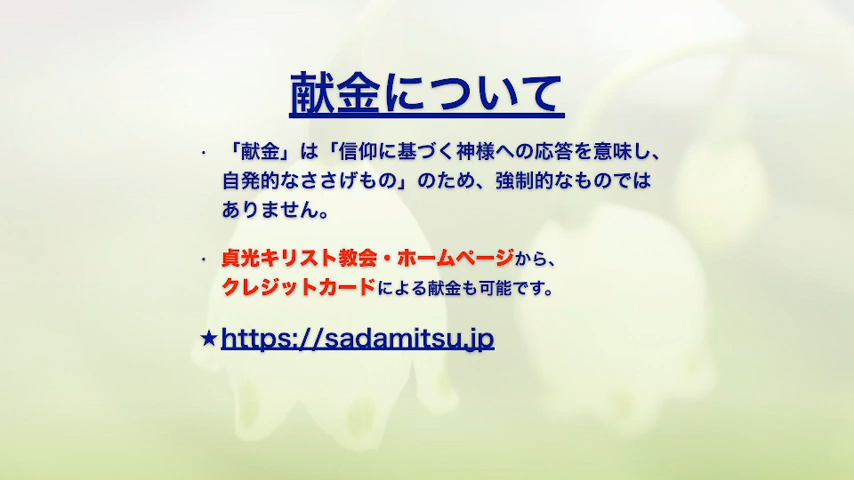 献金について
・ 「献金」は「信仰に基づく神様への応答を意味し、
自発的なささげもの」のため、強制的なものでは
ありません。
・ 貞光キリスト教会・ホームページから、
クレジットカードによる献金も可能です。
★https://sadamitsu.jp